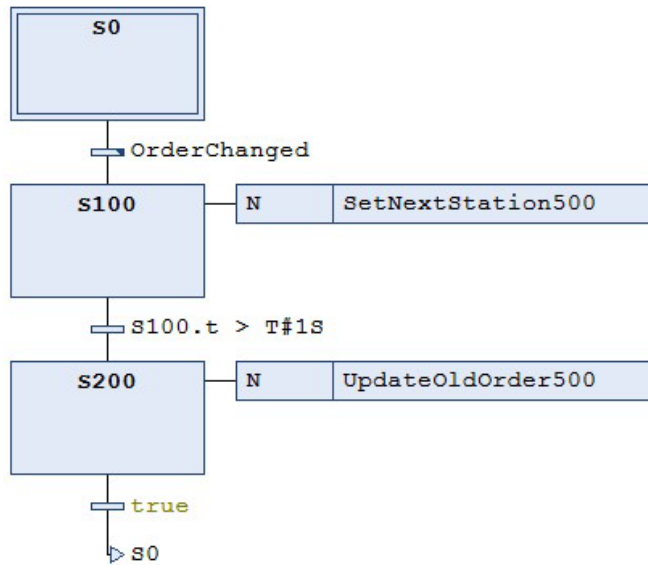 S0
OrderChanged
S100
N SetNextStation500
S100.t > T#1S
S200
N UpdateOldOrder500
true
S0